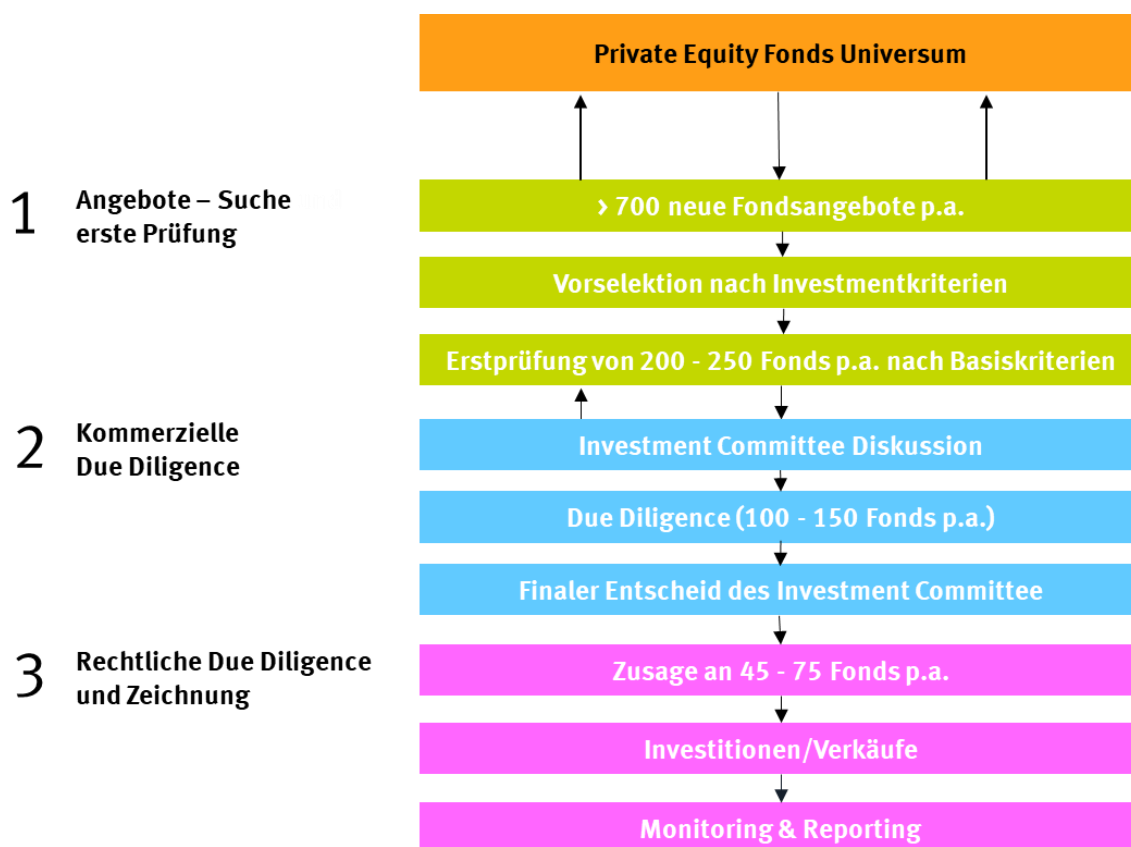 Private Equity Fonds Universum
1
Angebote – Suche
erste Prüfung
> 700 neue Fondsangebote p.a.
Vorselektion nach Investmentkriterien
Erstprüfung von 200 - 250 Fonds p.a. nach Basiskriterien
2
Kommerzielle
Due Diligence
Investment Committee Diskussion
Due Diligence (100 - 150 Fonds p.a.)
Finaler Entscheid des Investment Committee
3
Rechtliche Due Diligence
und Zeichnung
Zusage an 45 - 75 Fonds p.a.
Investitionen/Verkäufe
Monitoring & Reporting